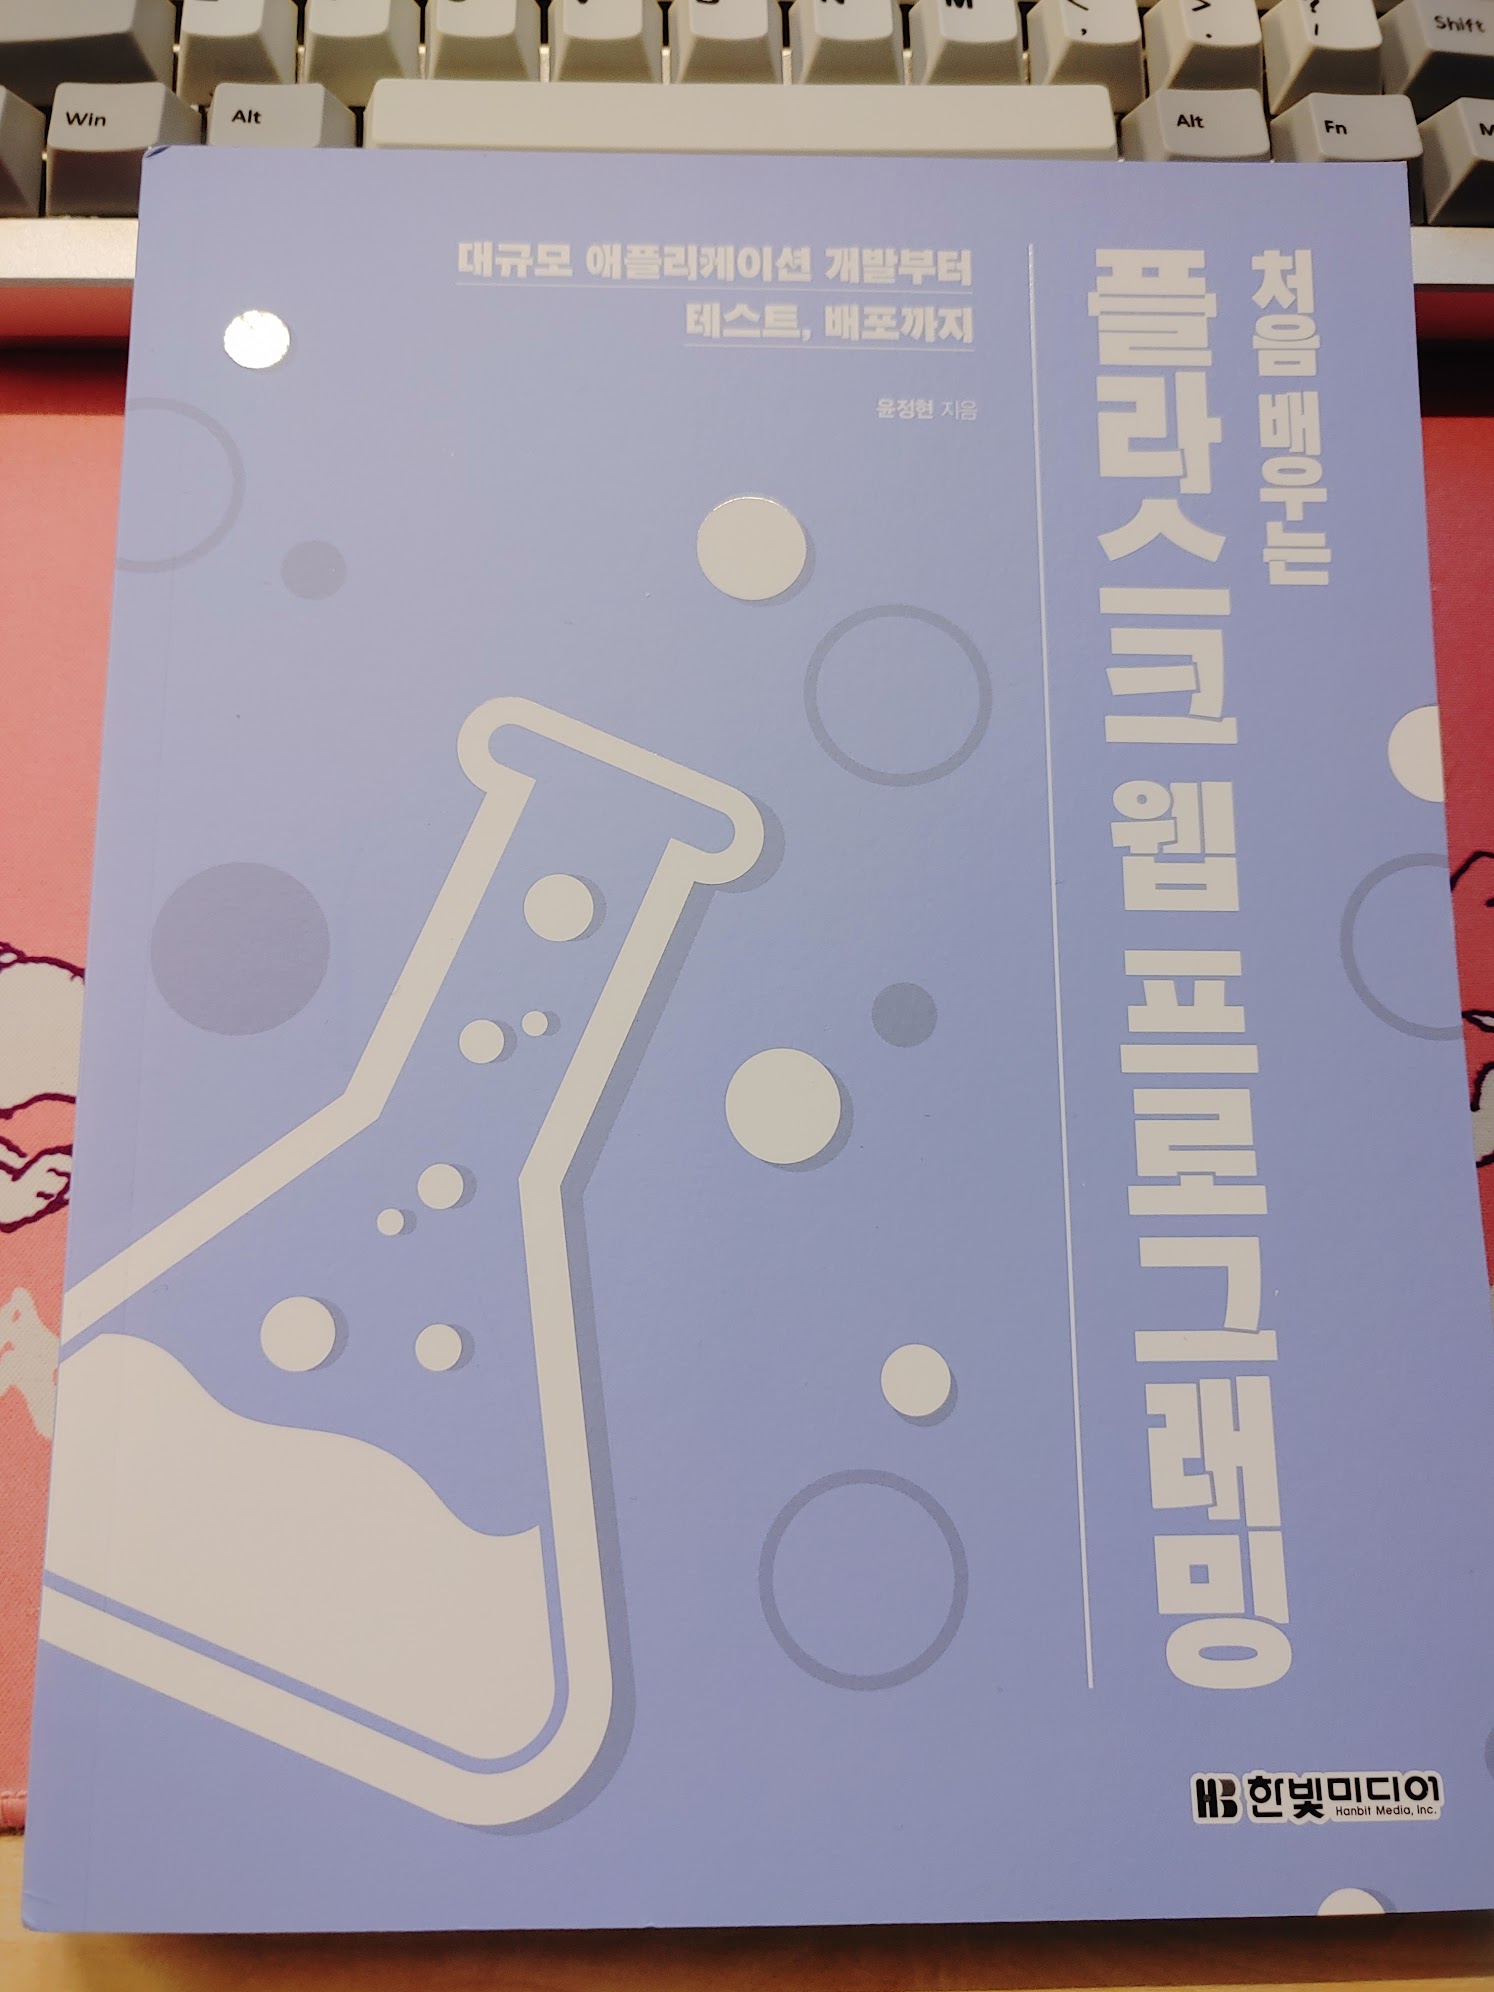 M
<
,
>
.
?
/
Shift
Win
Alt
Alt
Fn
대규모 애플리케이션 개발부터
테스트, 배포까지
윤정현 지음
처음 배우는
플라스크 웹 프로그래밍
HB 한빛미디어
Hanbit Media, Inc.